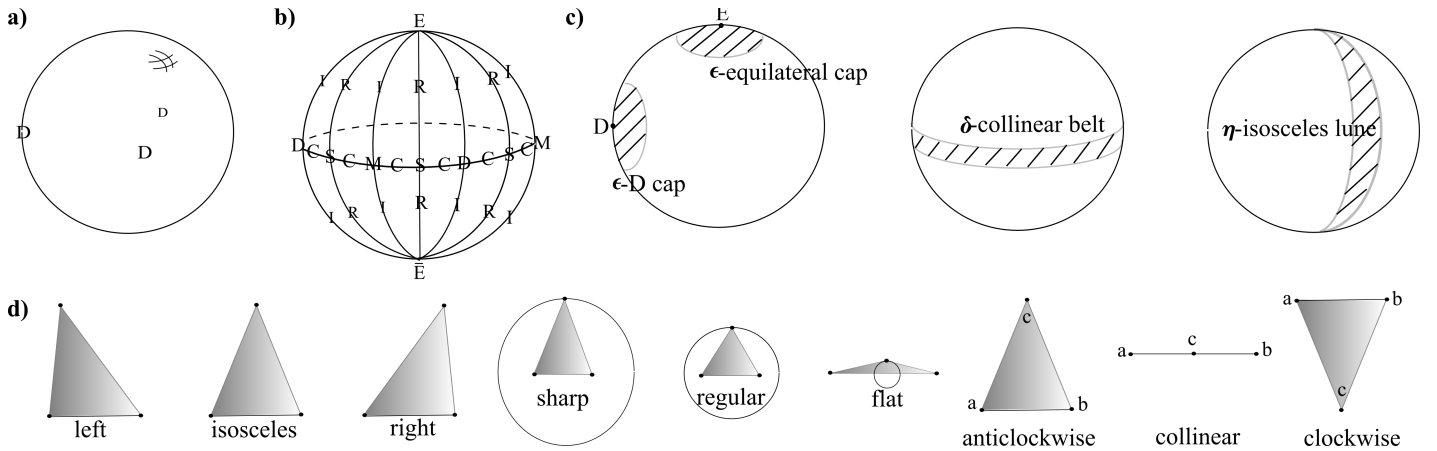 a)
D
D
D
b)
E
I R I R I R I
D C S C M C S C D C S C M
I R I R I R I
Ē
c)
E
ϵ-equilateral cap
D
ϵ-D cap
δ-collinear belt
η-isosceles lune
d)
left
isosceles
right
sharp
regular
flat
c
a b
anticlockwise
c
a b
collinear
a b
c
clockwise